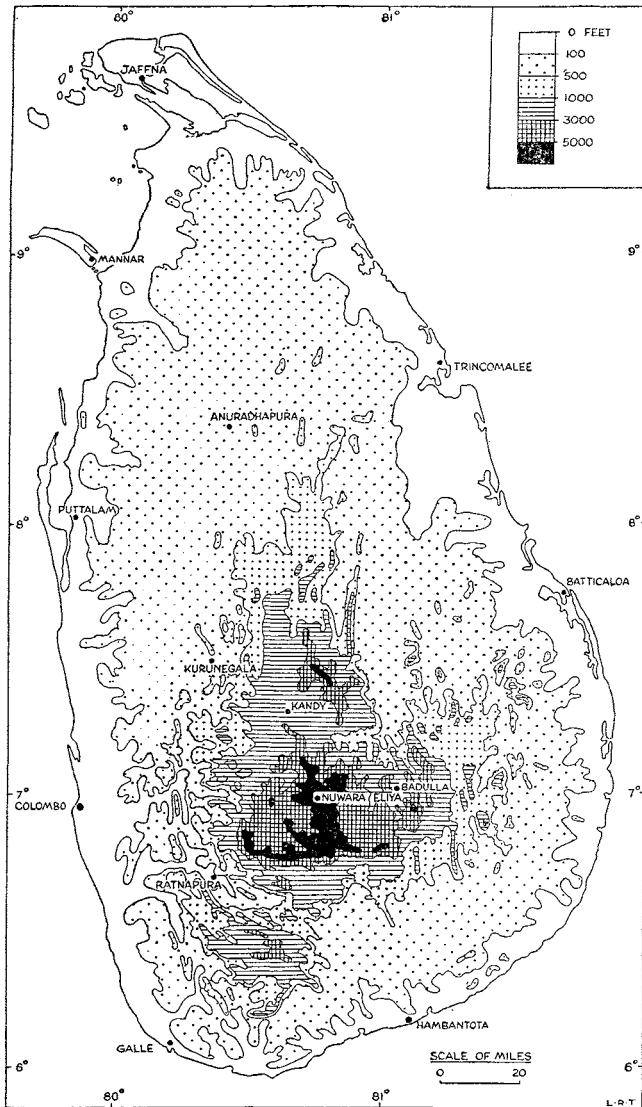 80°
81°
0 FEET
100
500
1000
3000
5000
JAFFNA
9°
9°
MANNAR
TRINCOMALEE
ANURADHAPURA
PUTTALAM
8°
8°
BATTICALOA
KURUNEGALA
KANDY
BADULLA
NUWARA ELIYA
7°
7°
COLOMBO
RATNAPURA
HAMBANTOTA
GALLE
SCALE OF MILES
0 20
6°
6°
80
81°
L·R·T